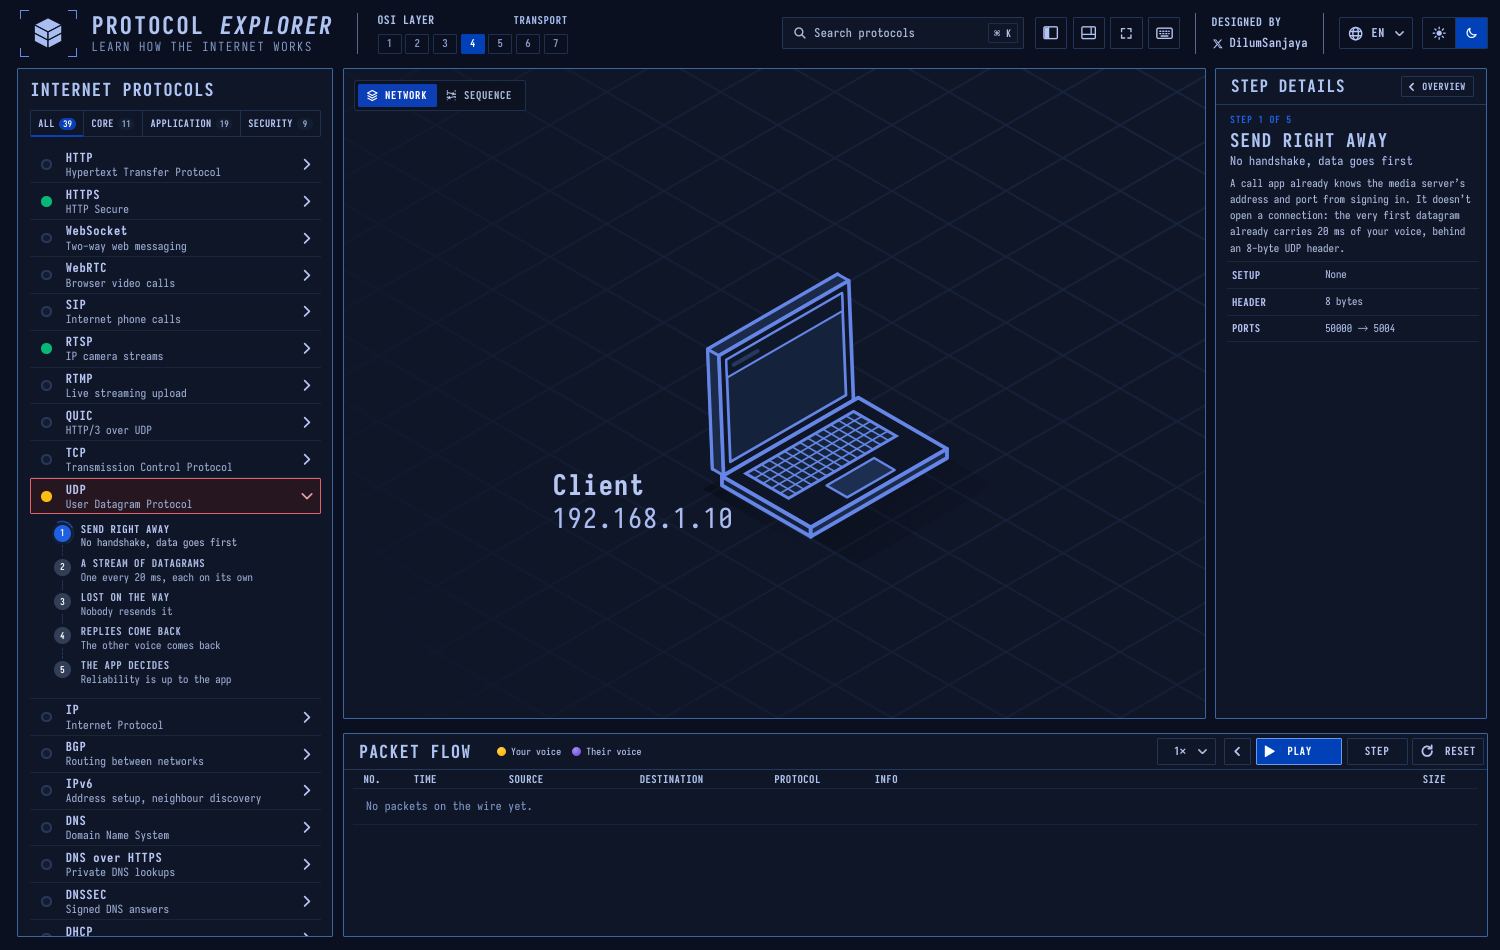 PROTOCOL EXPLORER
LEARN HOW THE INTERNET WORKS
OSI LAYER
TRANSPORT
1 2 3 4 5 6 7
Search protocols
⌘ K
DESIGNED BY
DilumSanjaya
EN
INTERNET PROTOCOLS
ALL 39
CORE 11
APPLICATION 19
SECURITY 9
HTTP
Hypertext Transfer Protocol
HTTPS
HTTP Secure
WebSocket
Two-way web messaging
WebRTC
Browser video calls
SIP
Internet phone calls
RTSP
IP camera streams
RTMP
Live streaming upload
QUIC
HTTP/3 over UDP
TCP
Transmission Control Protocol
UDP
User Datagram Protocol
1 SEND RIGHT AWAY
No handshake, data goes first
2 A STREAM OF DATAGRAMS
One every 20 ms, each on its own
3 LOST ON THE WAY
Nobody resends it
4 REPLIES COME BACK
The other voice comes back
5 THE APP DECIDES
Reliability is up to the app
IP
Internet Protocol
BGP
Routing between networks
IPv6
Address setup, neighbour discovery
DNS
Domain Name System
DNS over HTTPS
Private DNS lookups
DNSSEC
Signed DNS answers
DHCP
NETWORK
SEQUENCE
Client
192.168.1.10
STEP DETAILS
OVERVIEW
STEP 1 OF 5
SEND RIGHT AWAY
No handshake, data goes first
A call app already knows the media server's
address and port from signing in. It doesn't
open a connection: the very first datagram
already carries 20 ms of your voice, behind
an 8-byte UDP header.
SETUP None
HEADER 8 bytes
PORTS 50000 → 5004
PACKET FLOW
Your voice
Their voice
1×
PLAY
STEP
RESET
NO. TIME SOURCE DESTINATION PROTOCOL INFO SIZE
No packets on the wire yet.